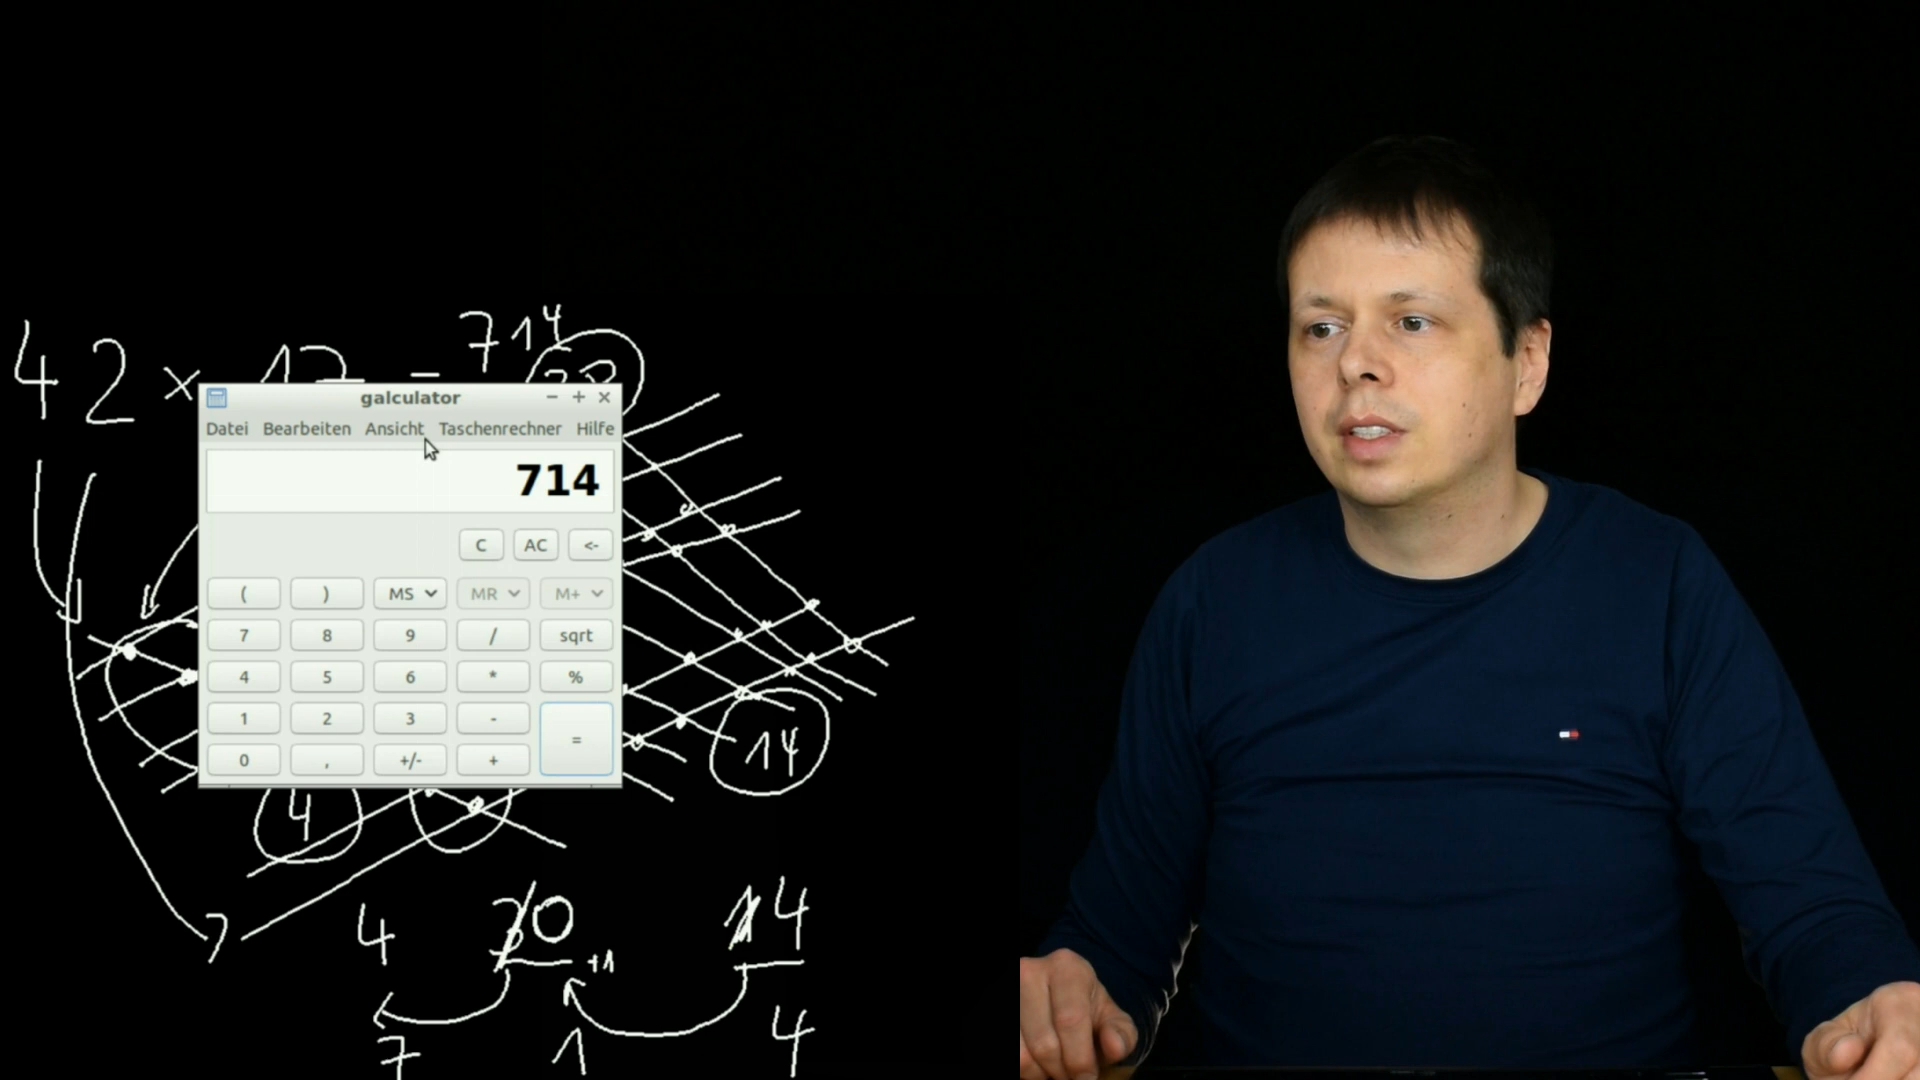 714
42 × 17 =
galculator
Datei Bearbeiten Ansicht Taschenrechner Hilfe
714
C AC <-
( ) MS MR M+
7 8 9 / sqrt
4 5 6 * %
1 2 3 - =
0 , +/- +
14
4
4 30 +1 14
7 1 4